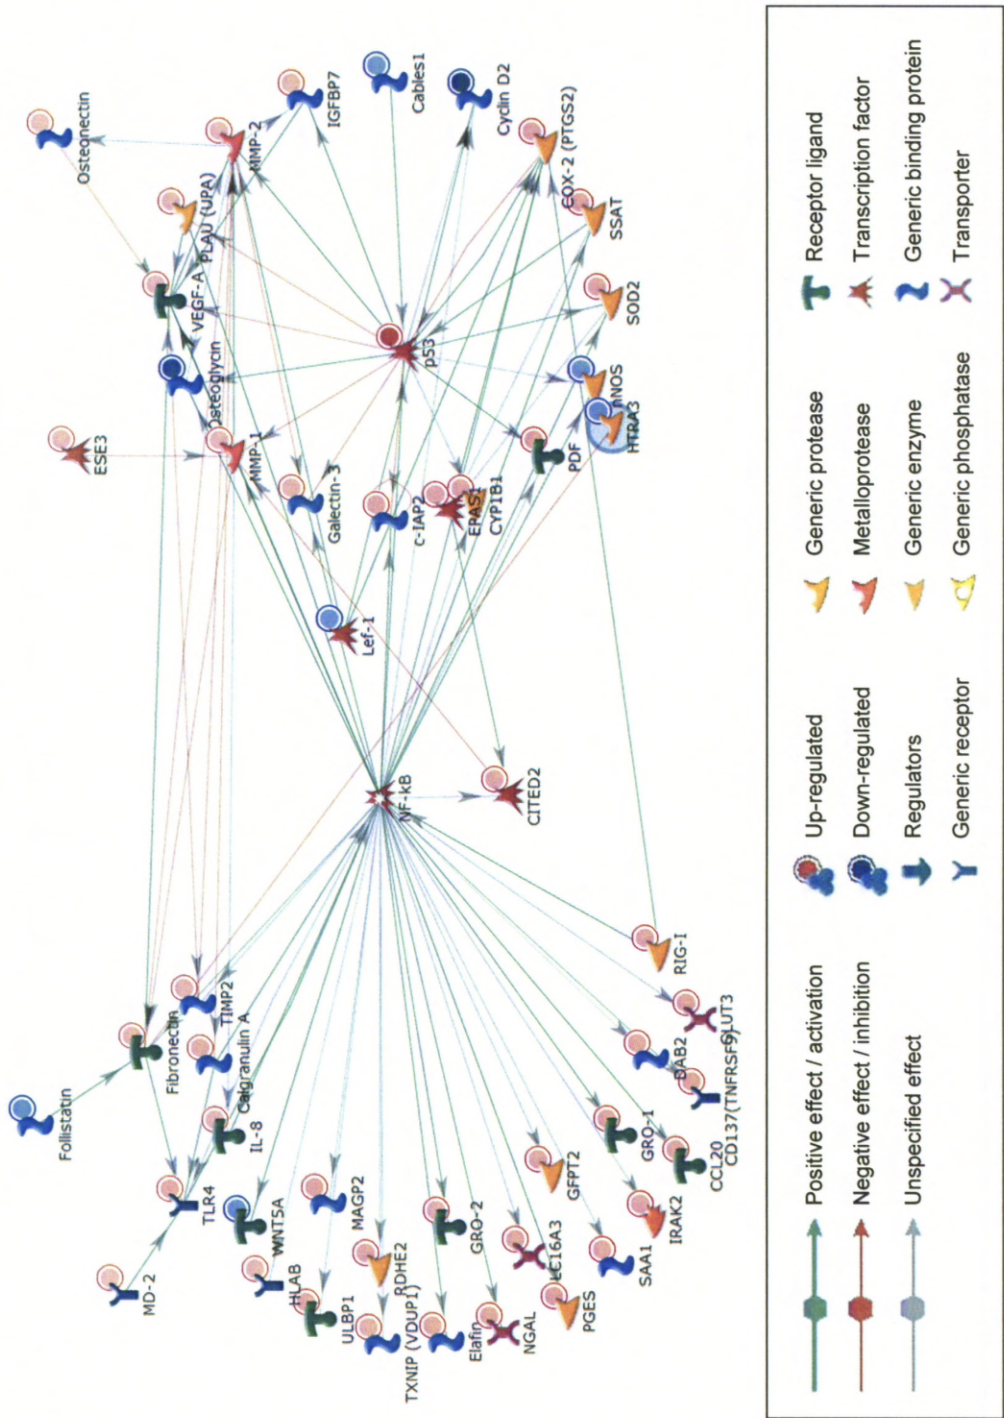 Osteonectin
MMP-2
IGFBP7
Cables1
Cyclin D2
COX-2 (PTGS2)
PLAU (UPA)
VEGF-A
Osteoglycin
p53
SSAT
SOD2
nNOS
HTRA3
PDF
ESE3
MMP-1
Galectin-3
c-IAP2
EPAS1
CYP1B1
Lef-1
NF-kB
CITED2
RIG-I
Follistatin
Fibronectin
TIMP2
Calgranulin A
IL-8
TLR4
MD-2
WNT5A
HLAB
ULBP1
MAGP2
RDHE2
TXNIP (VDUP1)
Elafin
GRO-2
NGAL
LC16A3
PGES
GFPT2
SAA1
IRAK2
GRO-1
CCL20
CD137(TNFRSF9)
DAB2
GLUT3
Positive effect / activation
Negative effect / inhibition
Unspecified effect
Up-regulated
Down-regulated
Regulators
Generic receptor
Generic protease
Metalloprotease
Generic enzyme
Generic phosphatase
Receptor ligand
Transcription factor
Generic binding protein
Transporter